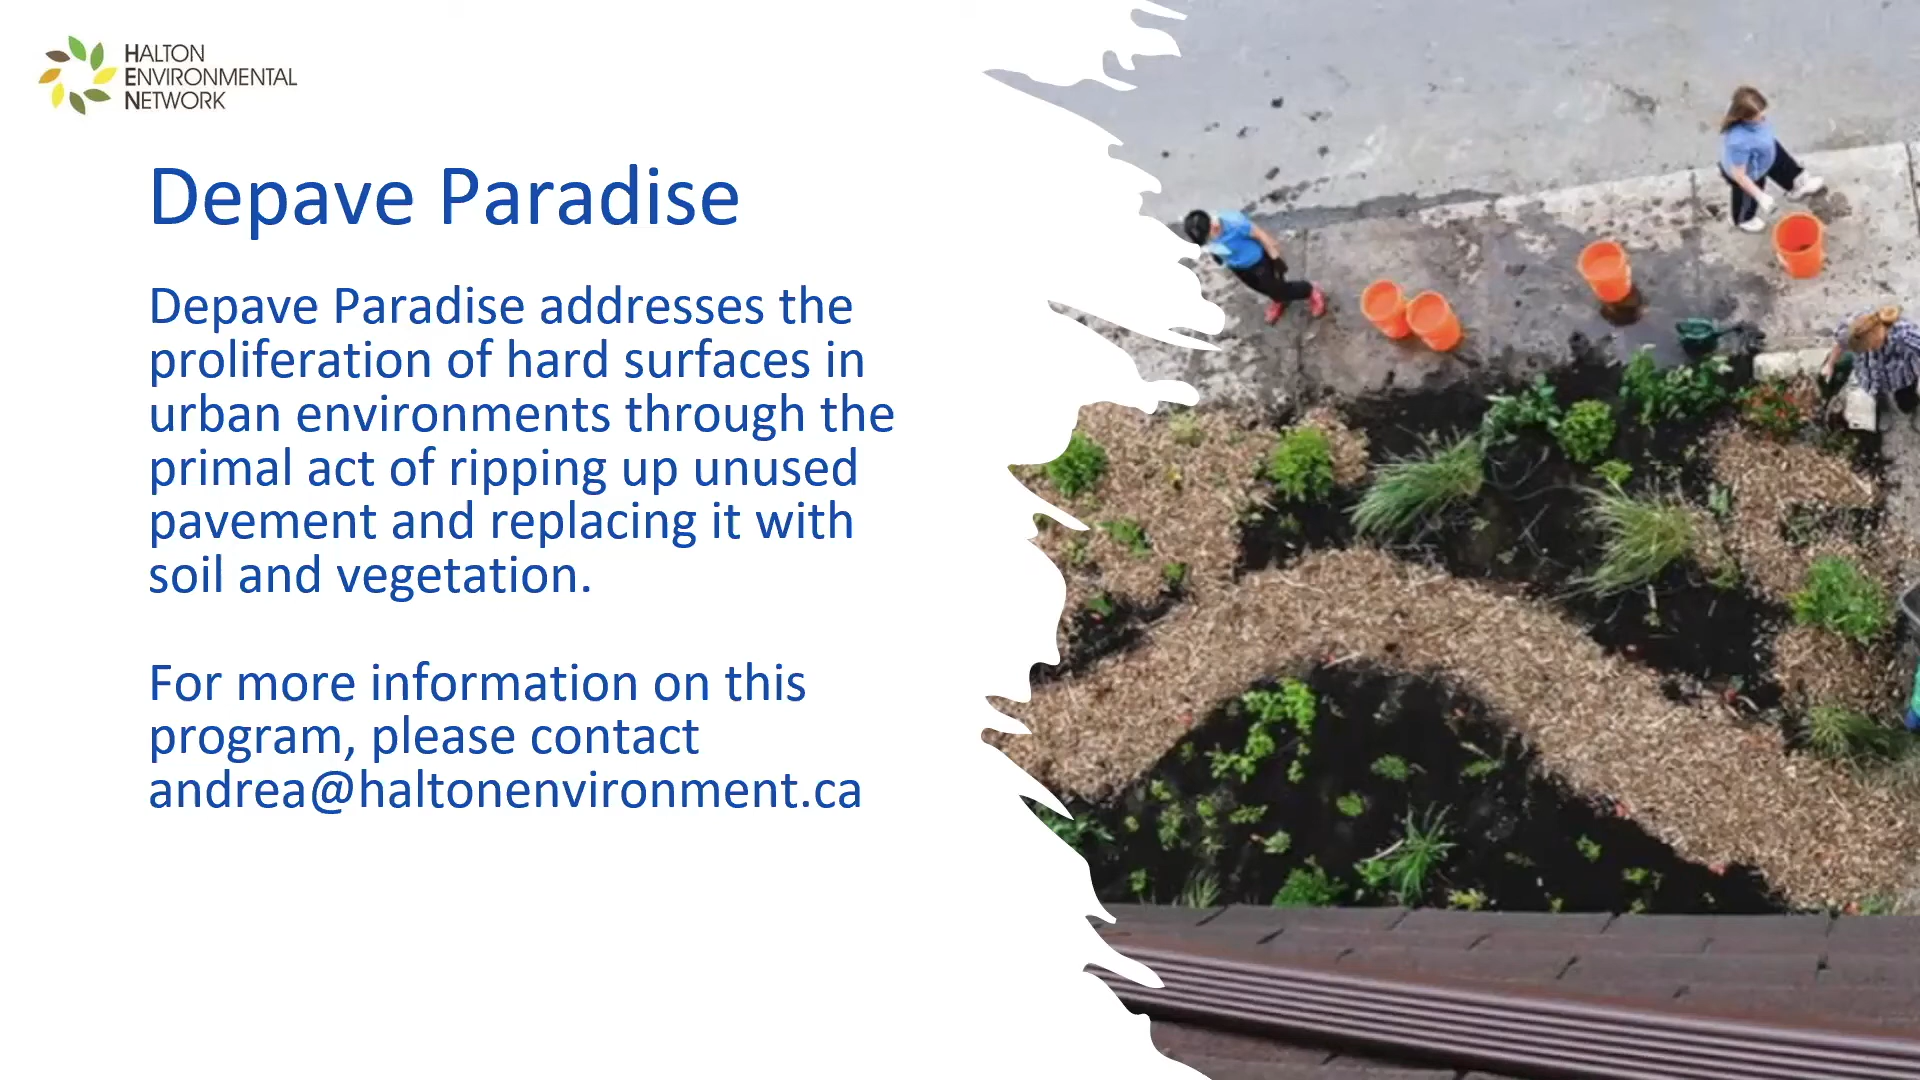 HALTON
ENVIRONMENTAL
NETWORK
Depave Paradise
Depave Paradise addresses the
proliferation of hard surfaces in
urban environments through the
primal act of ripping up unused
pavement and replacing it with
soil and vegetation.
For more information on this
program, please contact
andrea@haltonenvironment.ca